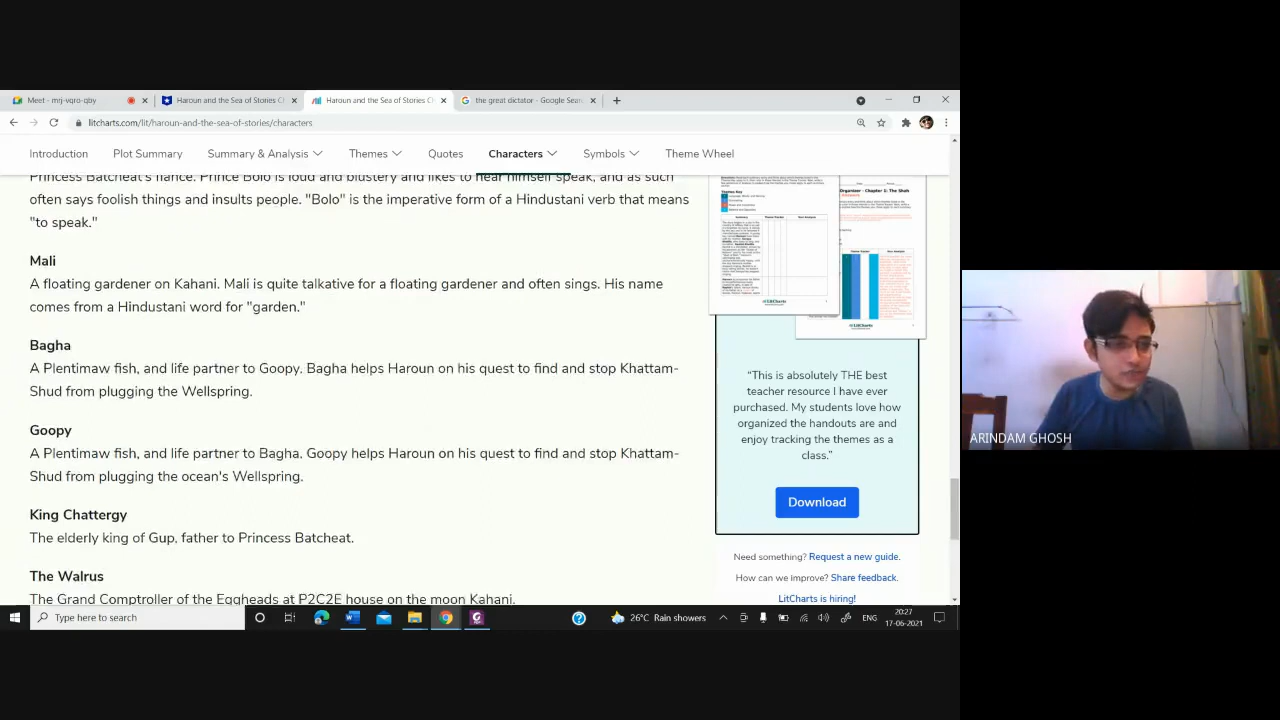 Meet - mrj-vqro-qby
Haroun and the Sea of Stories Ch
Haroun and the Sea of Stories C
the great dictator - Google Sear
litcharts.com/lit/haroun-and-the-sea-of-stories/characters
Introduction Plot Summary Summary & Analysis Themes Quotes Characters Symbols Theme Wheel
Princess Batcheat's fiancé. Prince Bolo is loud and blustery and likes to hear himself speak, and as such
says foolish things and insults people. "Bolo" is the imperative form of a Hindustani verb that means
"speak."
Mali
A floating gardener on Kahani. Mali is quite talkative for a floating gardener and often sings. His name
comes from Hindustani word for "garden".
Bagha
A Plentimaw fish, and life partner to Goopy. Bagha helps Haroun on his quest to find and stop Khattam-
Shud from plugging the Wellspring.
Goopy
A Plentimaw fish, and life partner to Bagha. Goopy helps Haroun on his quest to find and stop Khattam-
Shud from plugging the ocean's Wellspring.
King Chattergy
The elderly king of Gup, father to Princess Batcheat.
The Walrus
The Grand Comptroller of the Eggheads at P2C2E house on the moon Kahani.
Organizer - Chapter 1: The Shah
LitCharts
LitCharts
“This is absolutely THE best
teacher resource I have ever
purchased. My students love how
organized the handouts are and
enjoy tracking the themes as a
class.”
Download
Need something? Request a new guide.
How can we improve? Share feedback.
LitCharts is hiring!
ARINDAM GHOSH
Type here to search
26°C Rain showers
ENG
20:27
17-06-2021